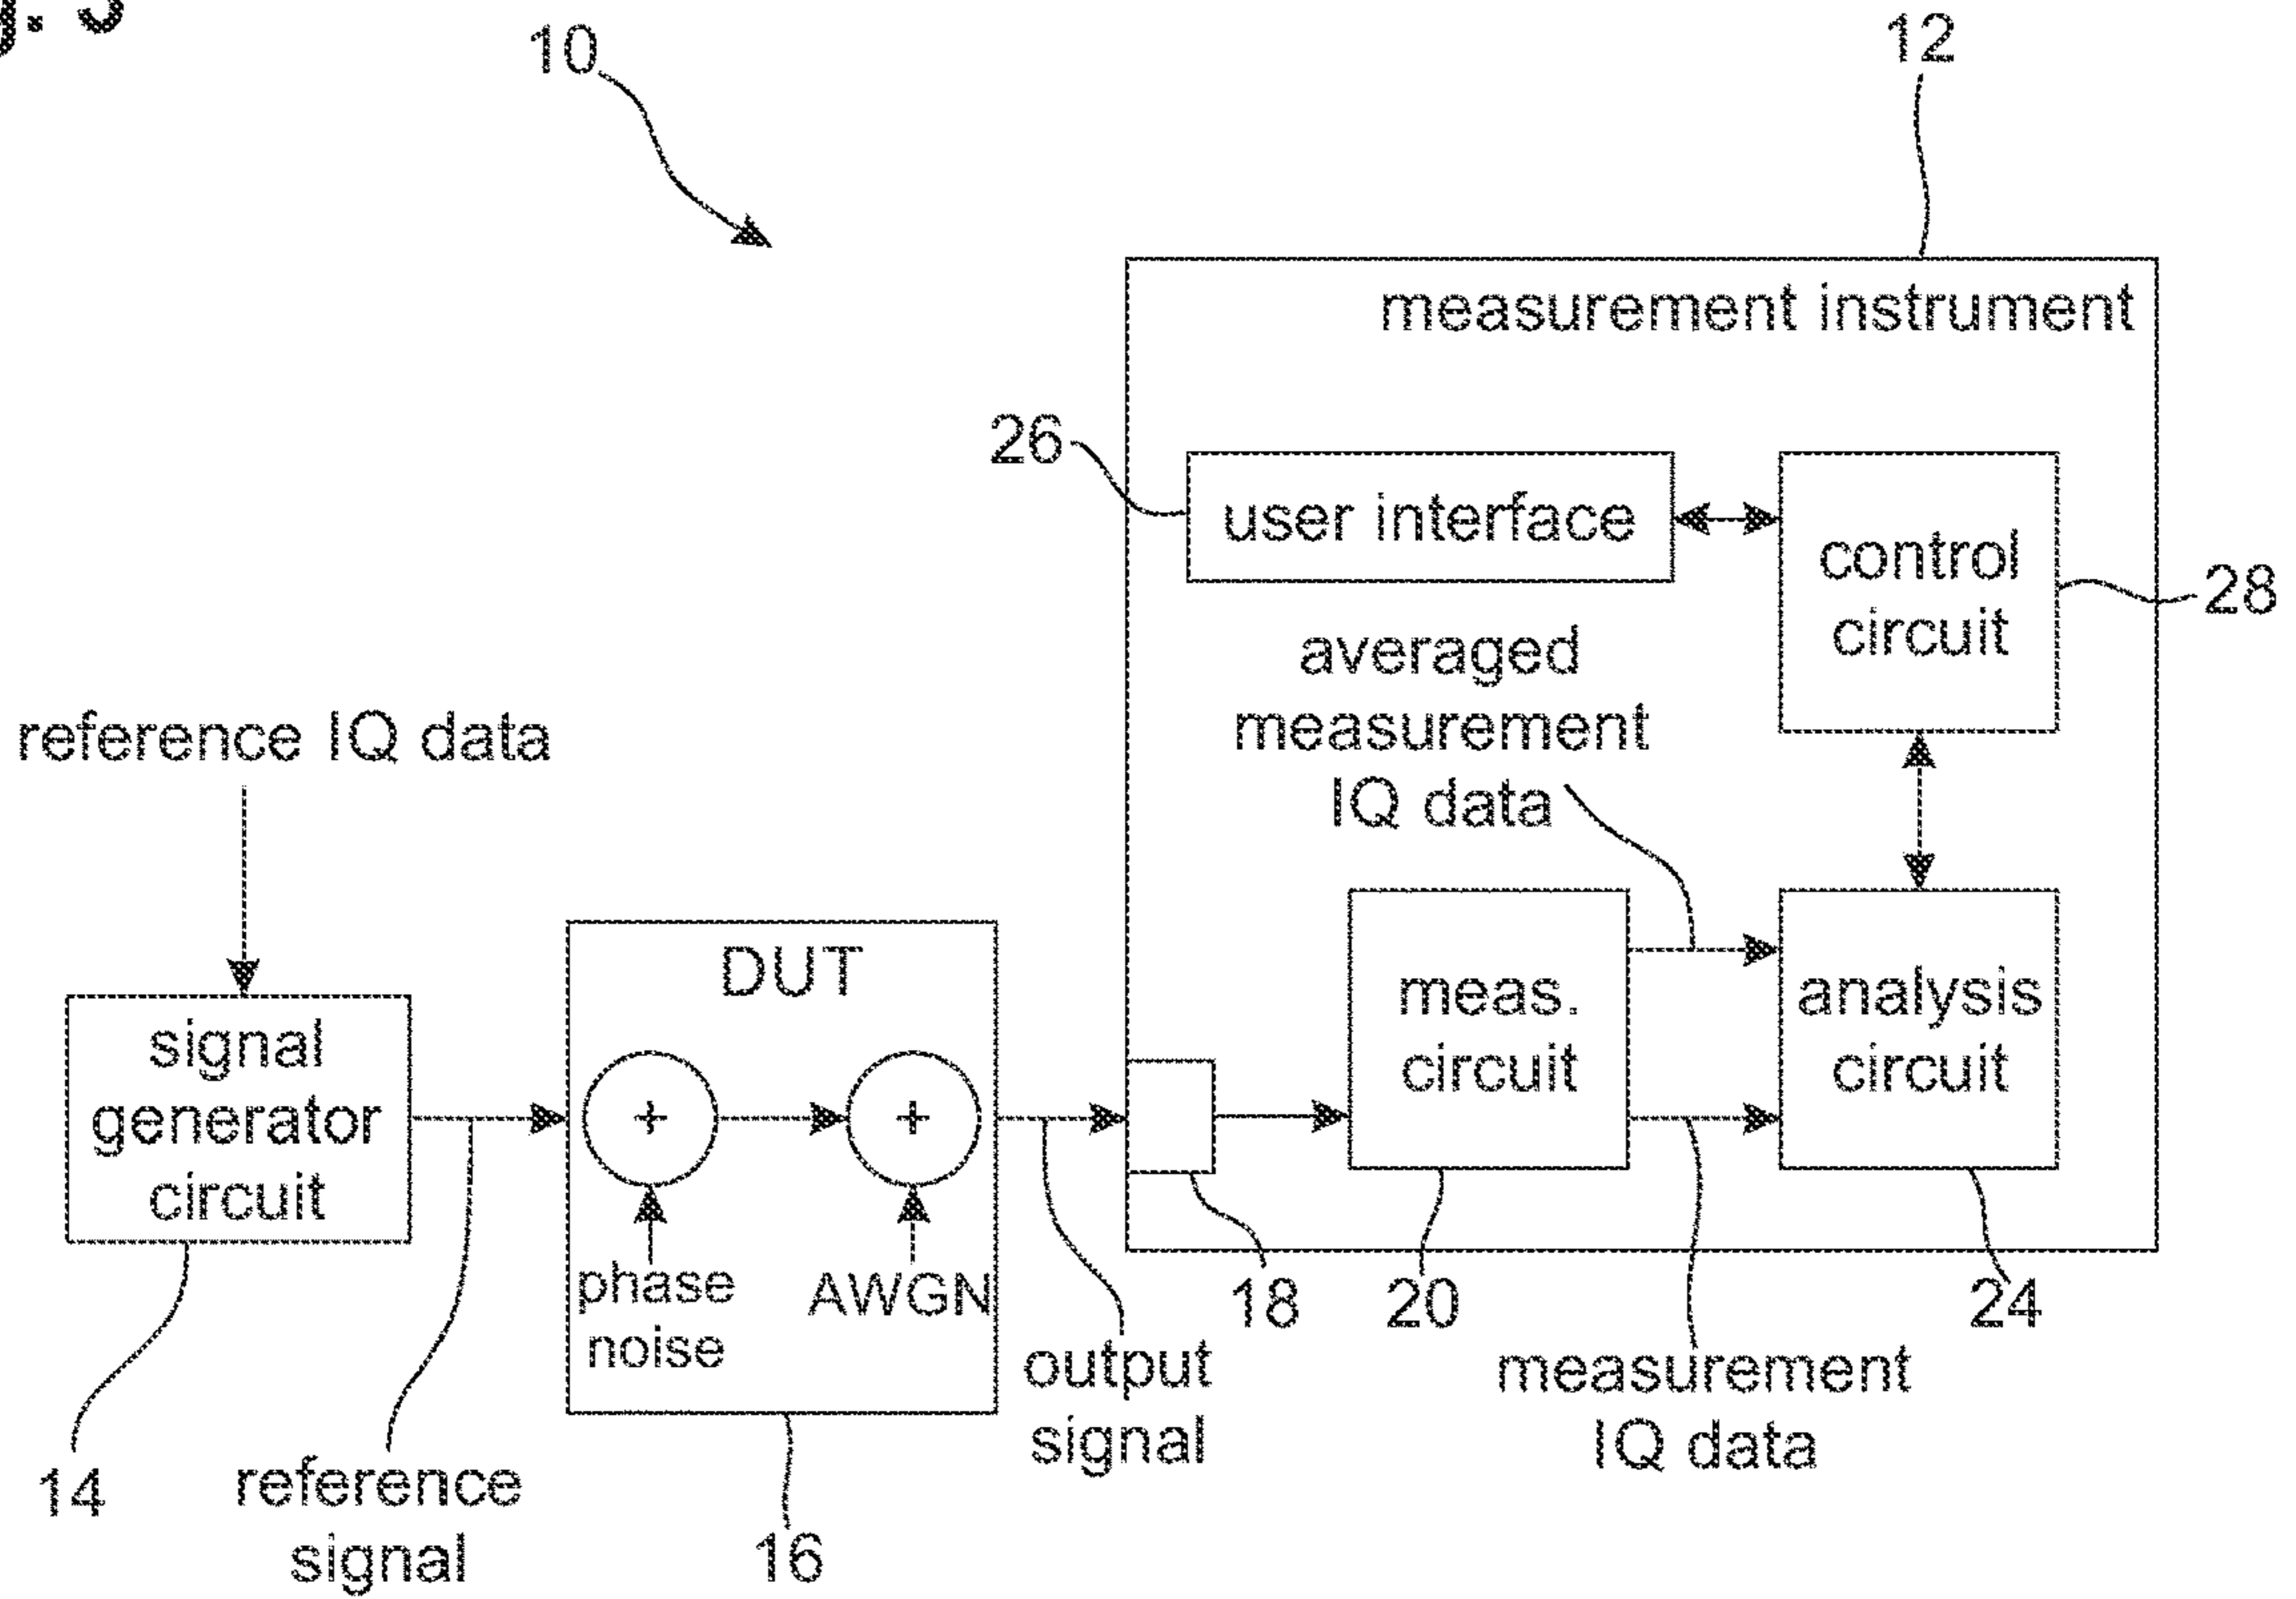 g. 3
10
12
measurement instrument
26
user interface
control
circuit
28
averaged
measurement
IQ data
reference IQ data
signal
generator
circuit
DUT
+
+
phase
noise
AWGN
meas.
circuit
analysis
circuit
18
20
24
output
signal
measurement
IQ data
14
reference
signal
16